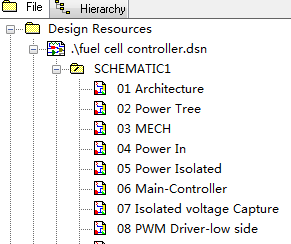 File Hierarchy
Design Resources
.\fuel cell controller.dsn
SCHEMATIC1
01 Architecture
02 Power Tree
03 MECH
04 Power In
05 Power Isolated
06 Main-Controller
07 Isolated voltage Capture
08 PWM Driver-low side